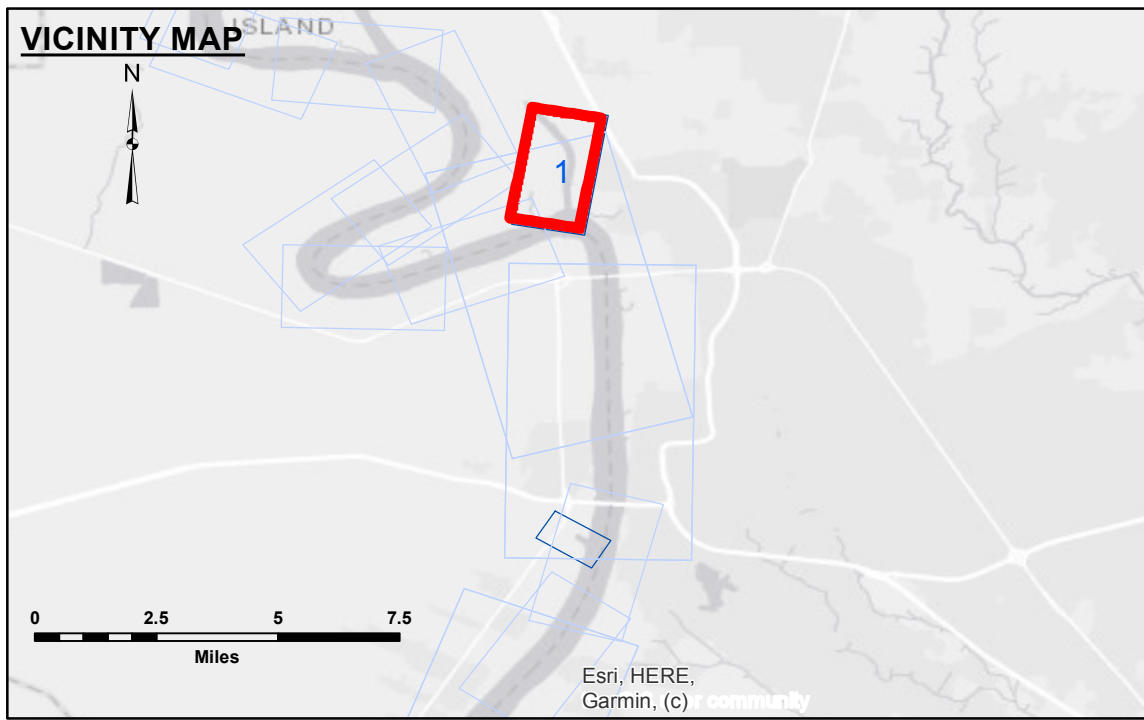 VICINITY MAP
ISLAND
N
1
0 2.5 5 7.5
Miles
Esri, HERE,
Garmin, (c)
community